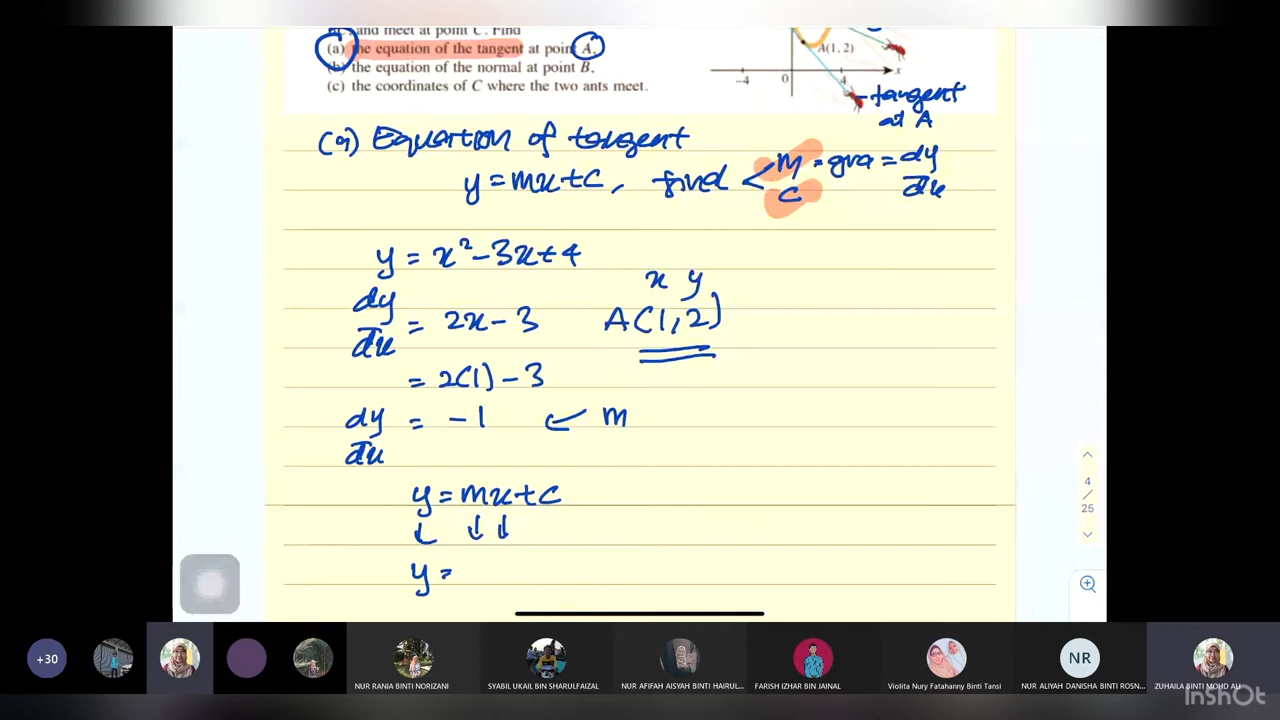 and meet at point C. Find
(a) the equation of the tangent at point A,
(b) the equation of the normal at point B,
(c) the coordinates of C where the two ants meet.
A(1, 2)
-4 0 4 x
tangent
at A
(a) Equation of tangent
y = mx + c, find < m = gra = dy/dx
c
y = x² - 3x + 4
x y
dy/dx = 2x - 3 A(1, 2)
= 2(1) - 3
dy/dx = -1 ← m
y = mx + c
↓ ↓ ↓
y =
4
/
25
+30
NUR RANIA BINTI NORIZANI
SYABIL UKAIL BIN SHARULFAIZAL
NUR AFIFAH AISYAH BINTI HAIRUL...
FARISH IZHAR BIN JAINAL
Violita Nury Fatahanny Binti Tansi
NR
NUR ALIYAH DANISHA BINTI ROSN...
ZUHAILA BINTI MOHD ALI
InShOt